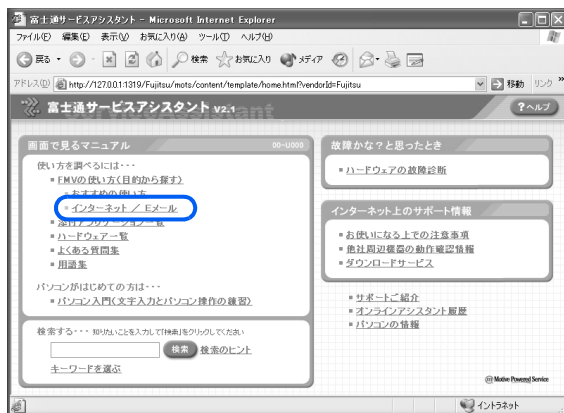 富士通サービスアシスタント - Microsoft Internet Explorer
ファイル(F) 編集(E) 表示(V) お気に入り(A) ツール(T) ヘルプ(H)
戻る 検索 お気に入り メディア
アドレス(D) http://127.0.0.1:1319/Fujitsu/mots/content/template/home.html?vendorId=Fujitsu 移動 リンク »
富士通サービスアシスタント V2.1 ?ヘルプ
画面で見るマニュアル 00-U000
使い方を調べるには・・・
FMVの使い方(目的から探す)
おすすめの使い方
インターネット / Eメール
添付アプリケーション一覧
ハードウェア一覧
よくある質問集
用語集
パソコンがはじめての方は・・・
パソコン入門(文字入力とパソコン操作の練習)
検索する・・・ 知りたいことを入力して「検索」をクリックしてください
検索 検索のヒント
キーワードを選ぶ
故障かな?と思ったとき
ハードウェアの故障診断
インターネット上のサポート情報
お使いになる上での注意事項
他社周辺機器の動作確認情報
ダウンロードサービス
サポートご紹介
オンラインアシスタント履歴
パソコンの情報
Motive Powered Service
イントラネット